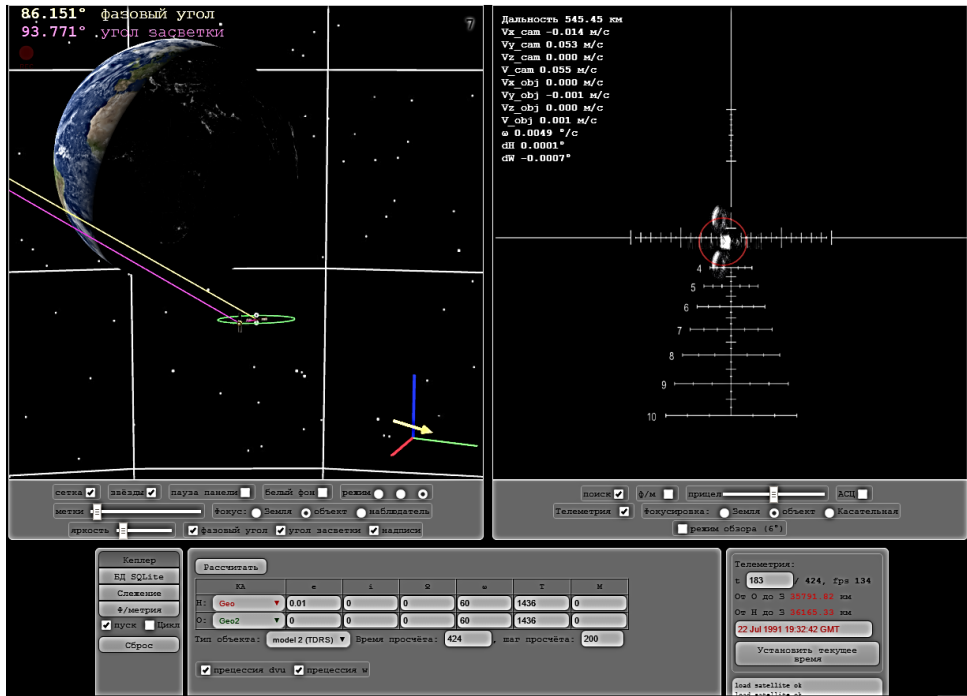 86.151° фазовый угол
93.771° угол засветки
Дальность 545.45 км
Vx_cam -0.014 м/с
Vy_cam 0.053 м/с
Vz_cam 0.000 м/с
V_cam 0.055 м/с
Vx_obj 0.000 м/с
Vy_obj -0.001 м/с
Vz_obj 0.000 м/с
V_obj 0.001 м/с
ω 0.0049 °/с
dH 0.0001°
dW -0.0007°
4
5
6
7
8
9
10
сетка звёзды пауза панели белый фон режим
метки фокус: Земля объект наблюдатель
яркость фазовый угол угол засветки надписи
поиск ф/м прицел АСЦ
Телеметрия Фокусировка: Земля объект Касательная
режим обзора (6°)
Кеплер
БД SQLite
Слежение
Ф/метрия
пуск Цикл
Сброс
Рассчитать
КА e i Ω ω T M
Н: Geo 0.01 0 0 60 1436 0
О: Geo2 0 0 0 60 1436 0
Тип объекта: model 2 (TDRS) Время просчёта: 424 , шаг просчёта: 200
прецессия dvu прецессия W
Телеметрия:
t 183 / 424, fps 134
От О до З 35791.82 км
От Н до З 36165.33 км
22 Jul 1991 19:32:42 GMT
Установить текущее
время
load satellite ok
load satellite ok